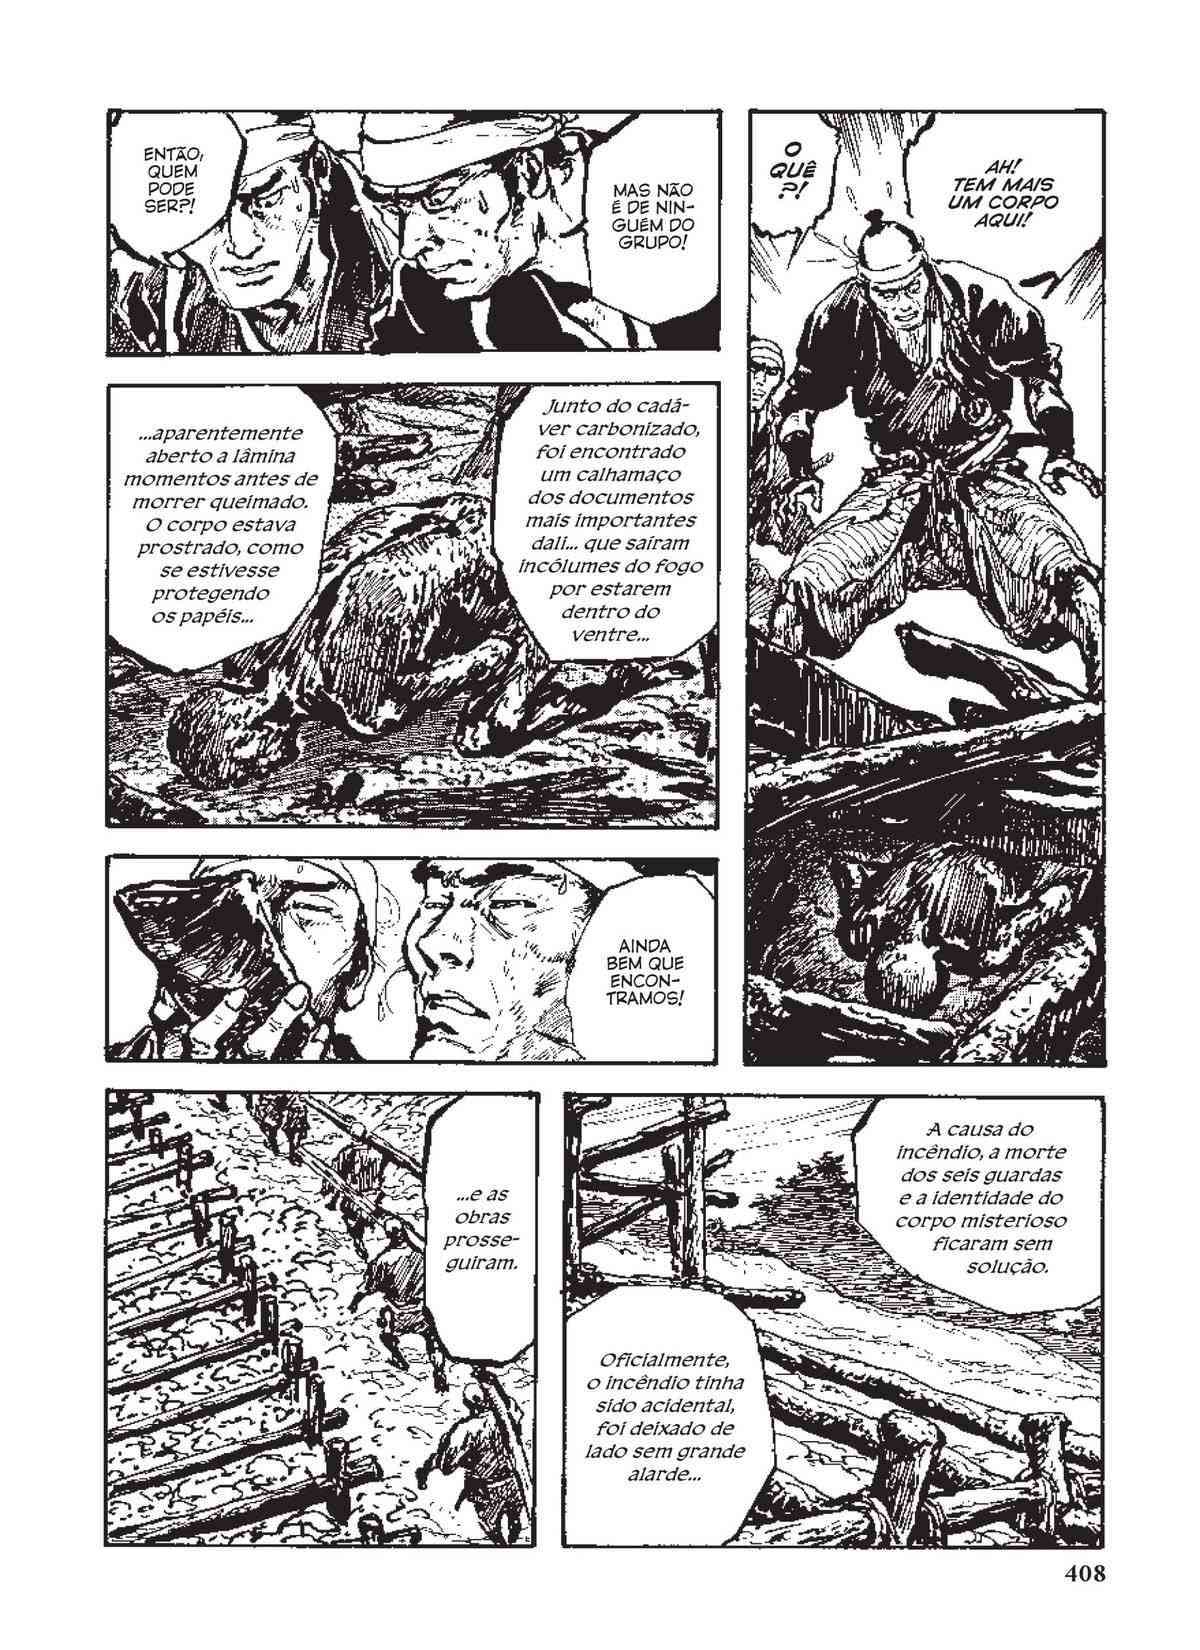 AH!
TEM MAIS
UM CORPO
AQUI!
O
QUÊ
?!
MAS NÃO
É DE NIN-
GUÉM DO
GRUPO!
ENTÃO,
QUEM
PODE
SER?!
Junto do cadá-
ver carbonizado,
foi encontrado
um calhamaço
dos documentos
mais importantes
dali... que saíram
incólumes do fogo
por estarem
dentro do
ventre...
...aparentemente
aberto a lâmina
momentos antes de
morrer queimado.
O corpo estava
prostrado, como
se estivesse
protegendo
os papéis...
AINDA
BEM QUE
ENCON-
TRAMOS!
A causa do
incêndio, a morte
dos seis guardas
e a identidade do
corpo misterioso
ficaram sem
solução.
Oficialmente,
o incêndio tinha
sido acidental,
foi deixado de
lado sem grande
alarde...
...e as
obras
prosse-
guiram.
408